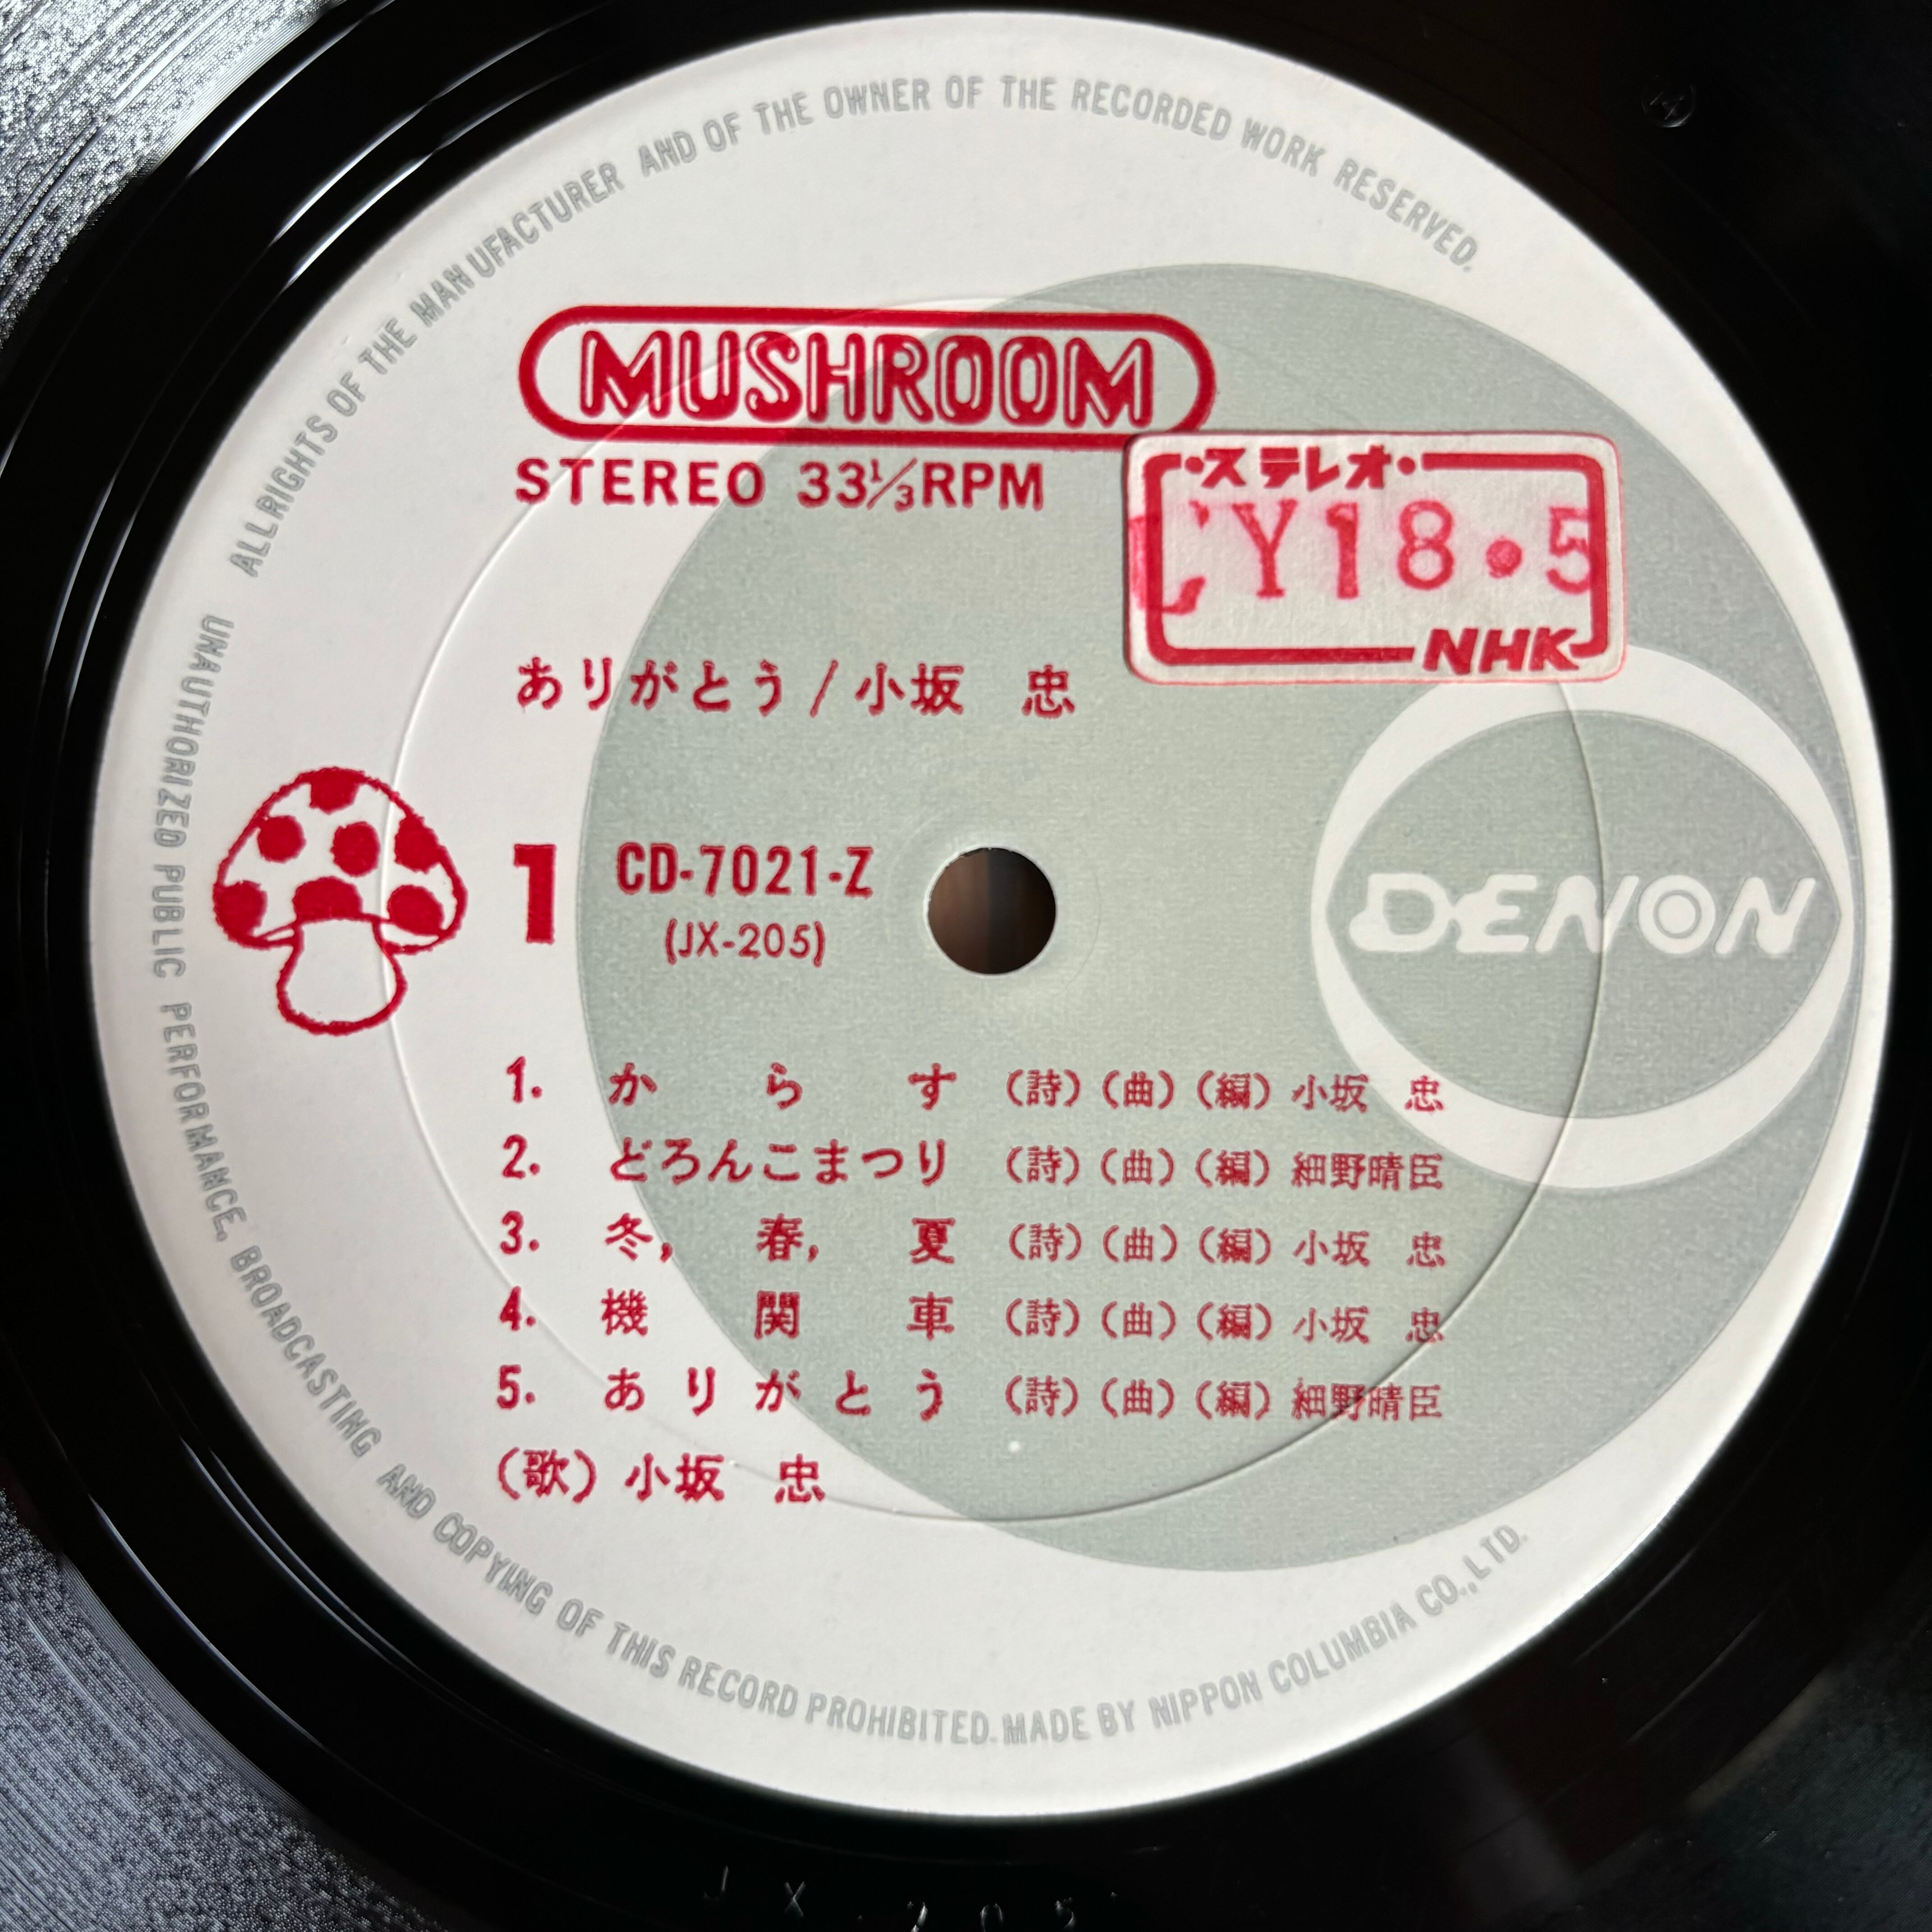 ALL RIGHTS OF THE MANUFACTURER AND OF THE OWNER OF THE RECORDED WORK RESERVED.
UNAUTHORIZED PUBLIC PERFORMANCE. BROADCASTING AND COPYING OF THIS RECORD PROHIBITED. MADE BY NIPPON COLUMBIA CO.,LTD.
MUSHROOM
STEREO 33⅓RPM
・ステレオ・
Y18・5
NHK
ありがとう/小坂 忠
1 CD-7021-Z
(JX-205)
DENON
1. からす (詩)(曲)(編)小坂 忠
2. どろんこまつり (詩)(曲)(編)細野晴臣
3. 冬, 春, 夏 (詩)(曲)(編)小坂 忠
4. 機関車 (詩)(曲)(編)小坂 忠
5. ありがとう (詩)(曲)(編)細野晴臣
(歌)小坂 忠
JX-205